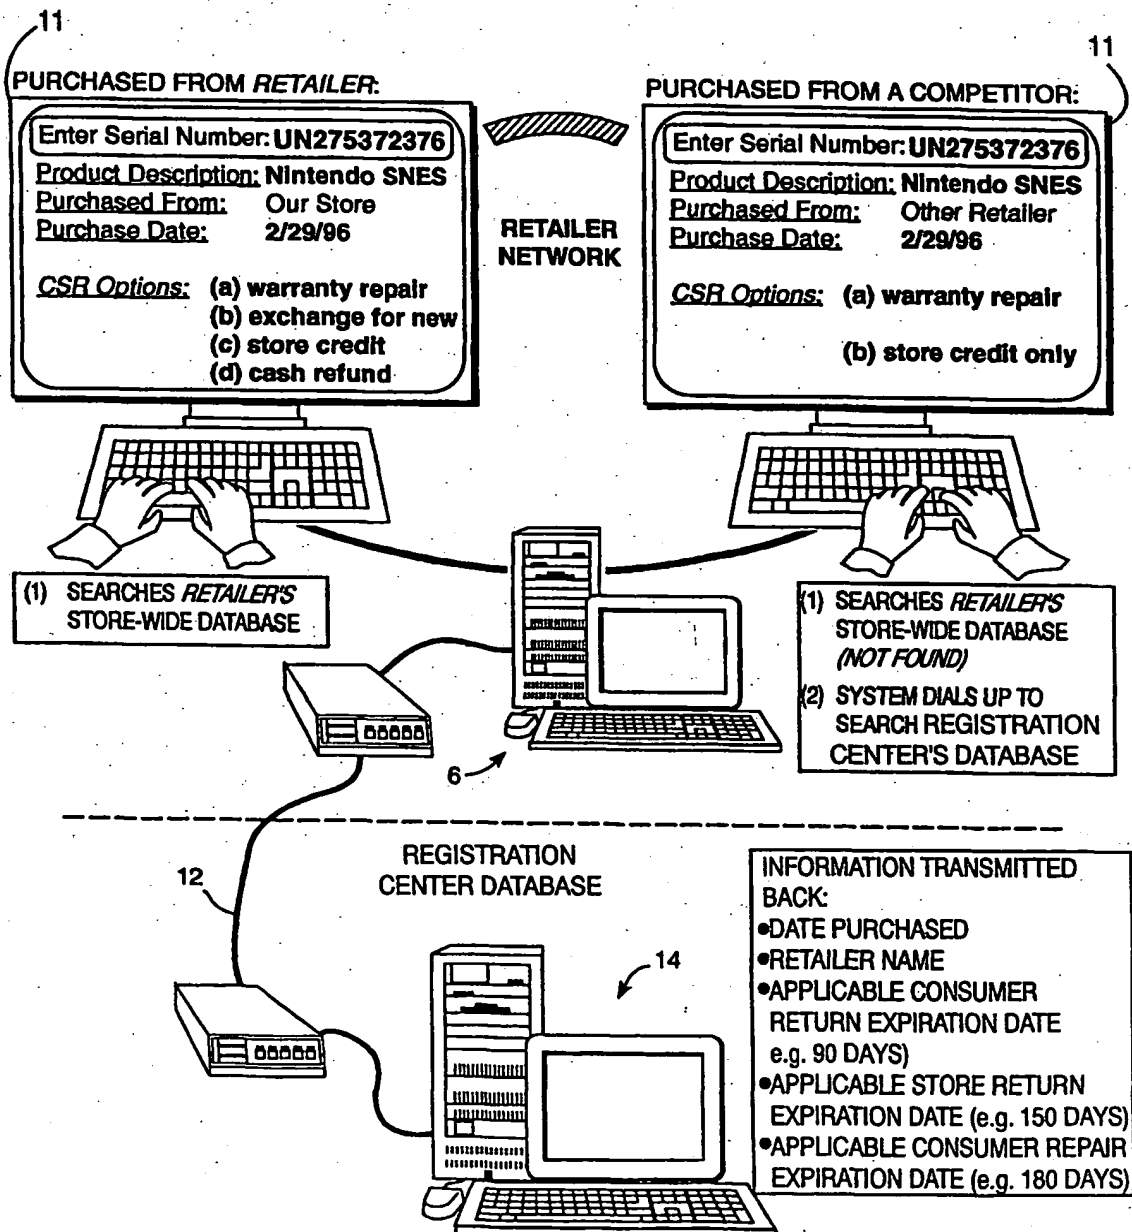 11
11
PURCHASED FROM RETAILER:
Enter Serial Number: UN275372376
Product Description: Nintendo SNES
Purchased From: Our Store
Purchase Date: 2/29/96
CSR Options: (a) warranty repair
(b) exchange for new
(c) store credit
(d) cash refund
RETAILER
NETWORK
PURCHASED FROM A COMPETITOR:
Enter Serial Number: UN275372376
Product Description: Nintendo SNES
Purchased From: Other Retailer
Purchase Date: 2/29/96
CSR Options: (a) warranty repair
(b) store credit only
(1) SEARCHES RETAILER'S
STORE-WIDE DATABASE
(1) SEARCHES RETAILER'S
STORE-WIDE DATABASE
(NOT FOUND)
(2) SYSTEM DIALS UP TO
SEARCH REGISTRATION
CENTER'S DATABASE
6
12
REGISTRATION
CENTER DATABASE
14
INFORMATION TRANSMITTED
BACK:
•DATE PURCHASED
•RETAILER NAME
•APPLICABLE CONSUMER
RETURN EXPIRATION DATE
e.g. 90 DAYS)
•APPLICABLE STORE RETURN
EXPIRATION DATE (e.g. 150 DAYS)
•APPLICABLE CONSUMER REPAIR
EXPIRATION DATE (e.g. 180 DAYS)